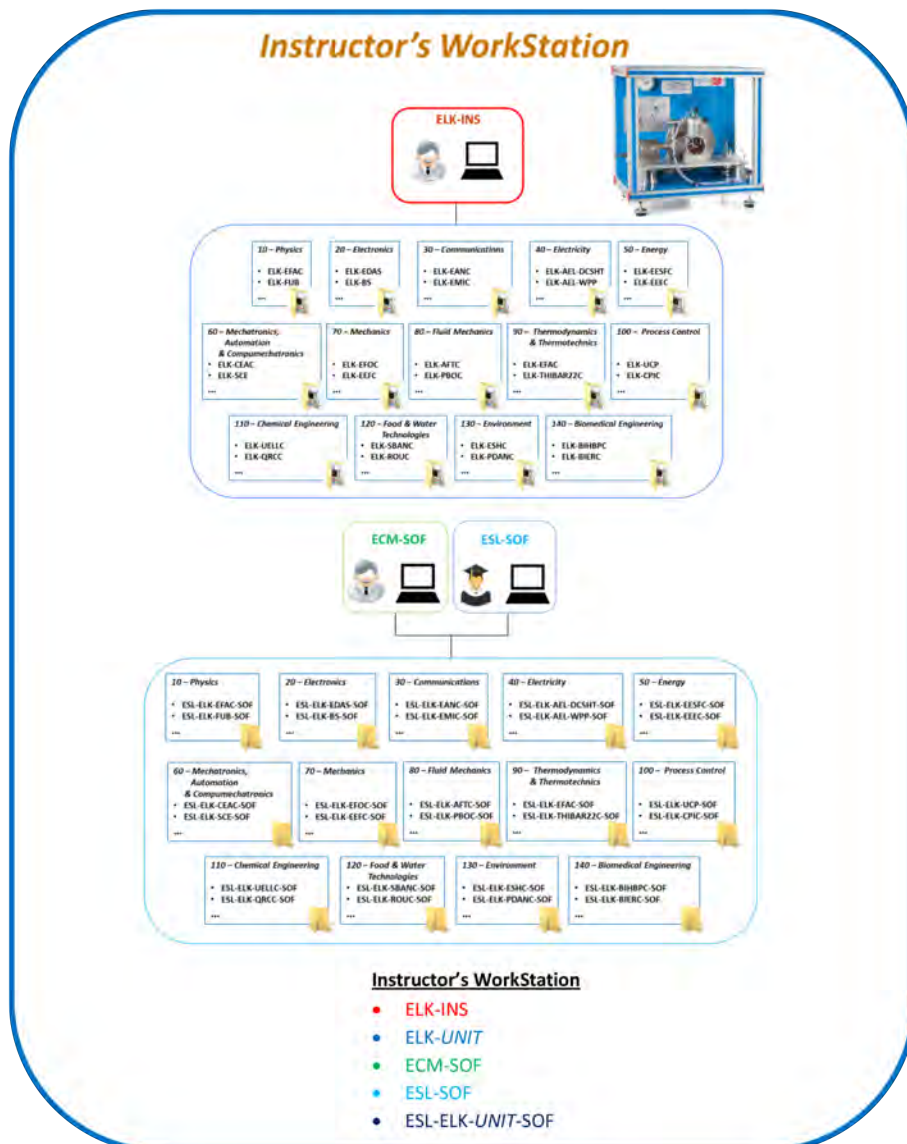 Instructor's WorkStation
ELK-INS
10 – Physics
• ELK-EFAC
• ELK-FUB
...
20 – Electronics
• ELK-EDAS
• ELK-BS
...
30 – Communications
• ELK-EANC
• ELK-EMIC
...
40 – Electricity
• ELK-AEL-DCSHT
• ELK-AEL-WPP
...
50 – Energy
• ELK-EESFC
• ELK-EEEC
...
60 – Mechatronics,
Automation
& Compumechatronics
• ELK-CEAC
• ELK-SCE
...
70 – Mechanics
• ELK-EFOC
• ELK-EEFC
...
80 – Fluid Mechanics
• ELK-AFTC
• ELK-PBOC
...
90 – Thermodynamics
& Thermotechnics
• ELK-EFAC
• ELK-THIBAR22C
...
100 – Process Control
• ELK-UCP
• ELK-CPIC
...
110 – Chemical Engineering
• ELK-UELLC
• ELK-QRCC
...
120 – Food & Water
Technologies
• ELK-SBANC
• ELK-ROUC
...
130 – Environment
• ELK-ESHC
• ELK-PDANC
...
140 – Biomedical Engineering
• ELK-BIHBPC
• ELK-BIERC
...
ECM-SOF
ESL-SOF
10 – Physics
• ESL-ELK-EFAC-SOF
• ESL-ELK-FUB-SOF
...
20 – Electronics
• ESL-ELK-EDAS-SOF
• ESL-ELK-BS-SOF
...
30 – Communications
• ESL-ELK-EANC-SOF
• ESL-ELK-EMIC-SOF
...
40 – Electricity
• ESL-ELK-AEL-DCSHT-SOF
• ESL-ELK-AEL-WPP-SOF
...
50 – Energy
• ESL-ELK-EESFC-SOF
• ESL-ELK-EEEC-SOF
...
60 – Mechatronics,
Automation
& Compumechatronics
• ESL-ELK-CEAC-SOF
• ESL-ELK-SCE-SOF
...
70 – Mechanics
• ESL-ELK-EFOC-SOF
• ESL-ELK-EEFC-SOF
...
80 – Fluid Mechanics
• ESL-ELK-AFTC-SOF
• ESL-ELK-PBOC-SOF
...
90 – Thermodynamics
& Thermotechnics
• ESL-ELK-EFAC-SOF
• ESL-ELK-THIBAR22C-SOF
...
100 – Process Control
• ESL-ELK-UCP-SOF
• ESL-ELK-CPIC-SOF
...
110 – Chemical Engineering
• ESL-ELK-UELLC-SOF
• ESL-ELK-QRCC-SOF
...
120 – Food & Water
Technologies
• ESL-ELK-SBANC-SOF
• ESL-ELK-ROUC-SOF
...
130 – Environment
• ESL-ELK-ESHC-SOF
• ESL-ELK-PDANC-SOF
...
140 – Biomedical Engineering
• ESL-ELK-BIHBPC-SOF
• ESL-ELK-BIERC-SOF
...
Instructor's WorkStation
• ELK-INS
• ELK-UNIT
• ECM-SOF
• ESL-SOF
• ESL-ELK-UNIT-SOF